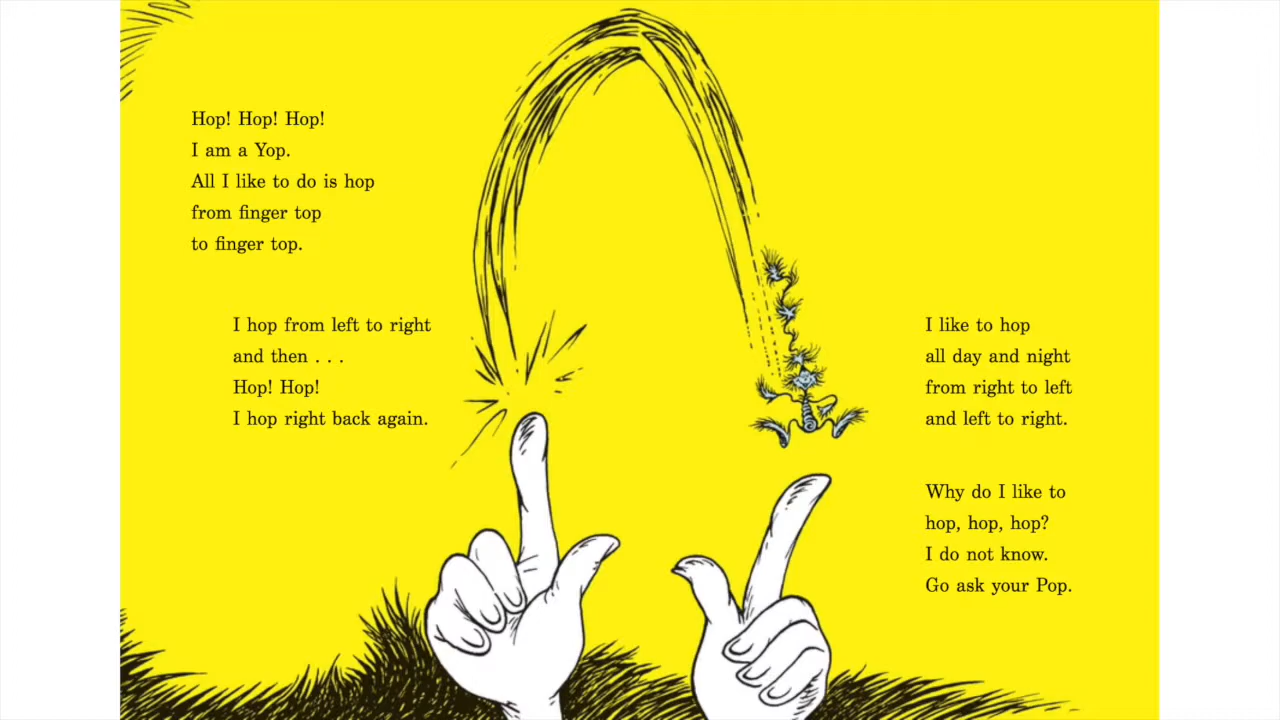 Hop! Hop! Hop!
I am a Yop.
All I like to do is hop
from finger top
to finger top.
I hop from left to right
and then . . .
Hop! Hop!
I hop right back again.
I like to hop
all day and night
from right to left
and left to right.
Why do I like to
hop, hop, hop?
I do not know.
Go ask your Pop.